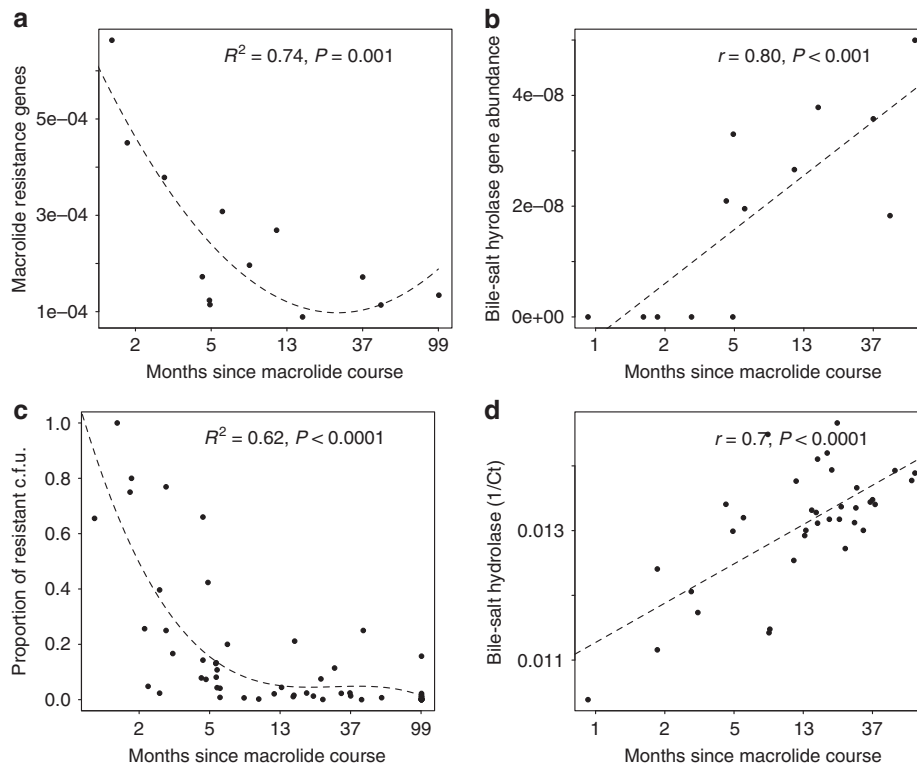 a
R² = 0.74, P = 0.001
Macrolide resistance genes
5e−04
3e−04
1e−04
2 5 13 37 99
Months since macrolide course
b
r = 0.80, P < 0.001
Bile-salt hyrolase gene abundance
4e−08
2e−08
0e+00
1 2 5 13 37
Months since macrolide course
c
R² = 0.62, P < 0.0001
Proportion of resistant c.f.u.
1.0
0.8
0.6
0.4
0.2
0.0
2 5 13 37 99
Months since macrolide course
d
r = 0.7, P < 0.0001
Bile-salt hydrolase (1/Ct)
0.013
0.011
1 2 5 13 37
Months since macrolide course